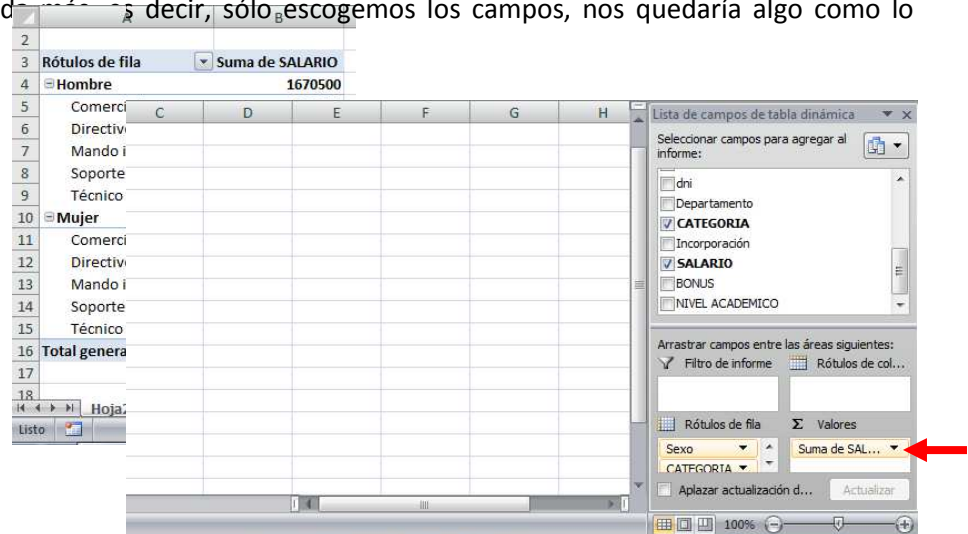 decir, sólo escogemos los campos, nos quedaría algo como lo
A B
2
3 Rótulos de fila Suma de SALARIO
4 Hombre 1670500
5 Comerci
6 Directiv
7 Mando i
8 Soporte
9 Técnico
10 Mujer
11 Comerci
12 Directiv
13 Mando i
14 Soporte
15 Técnico
16 Total genera
17
18
Hoja2
Listo
C D E F G H
Lista de campos de tabla dinámica
Seleccionar campos para agregar al
informe:
dni
Departamento
CATEGORIA
Incorporación
SALARIO
BONUS
NIVEL ACADEMICO
Arrastrar campos entre las áreas siguientes:
Filtro de informe Rótulos de col...
Rótulos de fila Σ Valores
Sexo Suma de SAL...
CATEGORIA
Aplazar actualización d... Actualizar
100%